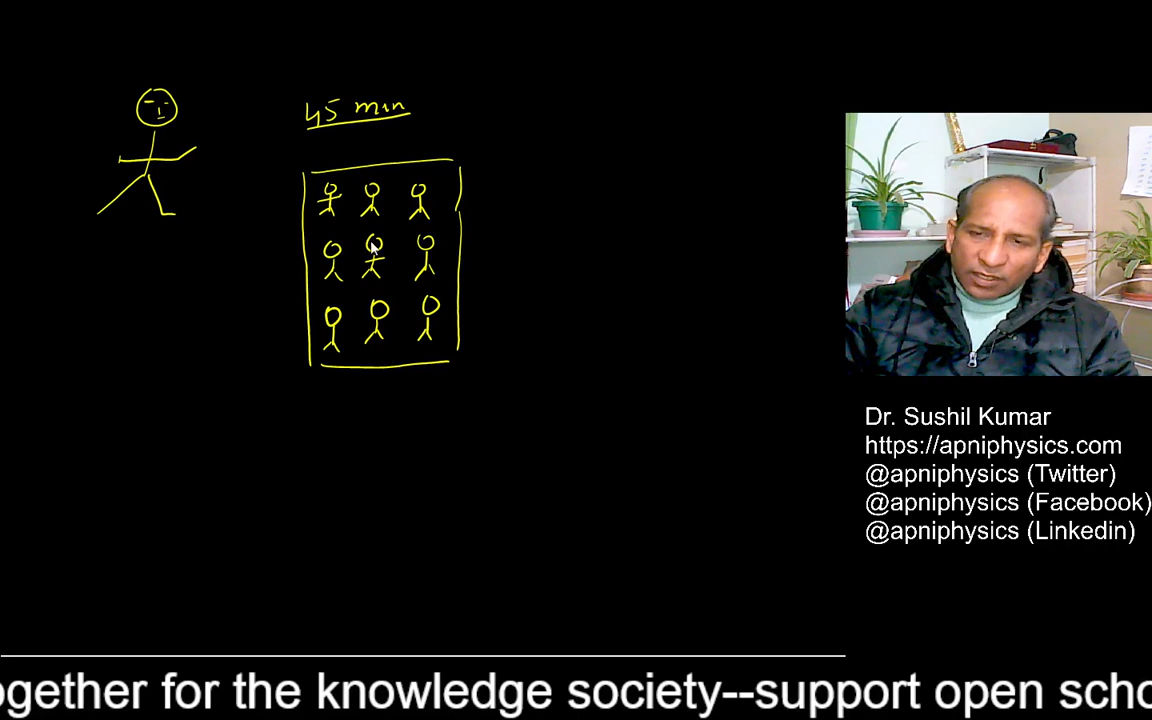 45 min
Dr. Sushil Kumar
https://apniphysics.com
@apniphysics (Twitter)
@apniphysics (Facebook)
@apniphysics (Linkedin)
ogether for the knowledge society--support open scho